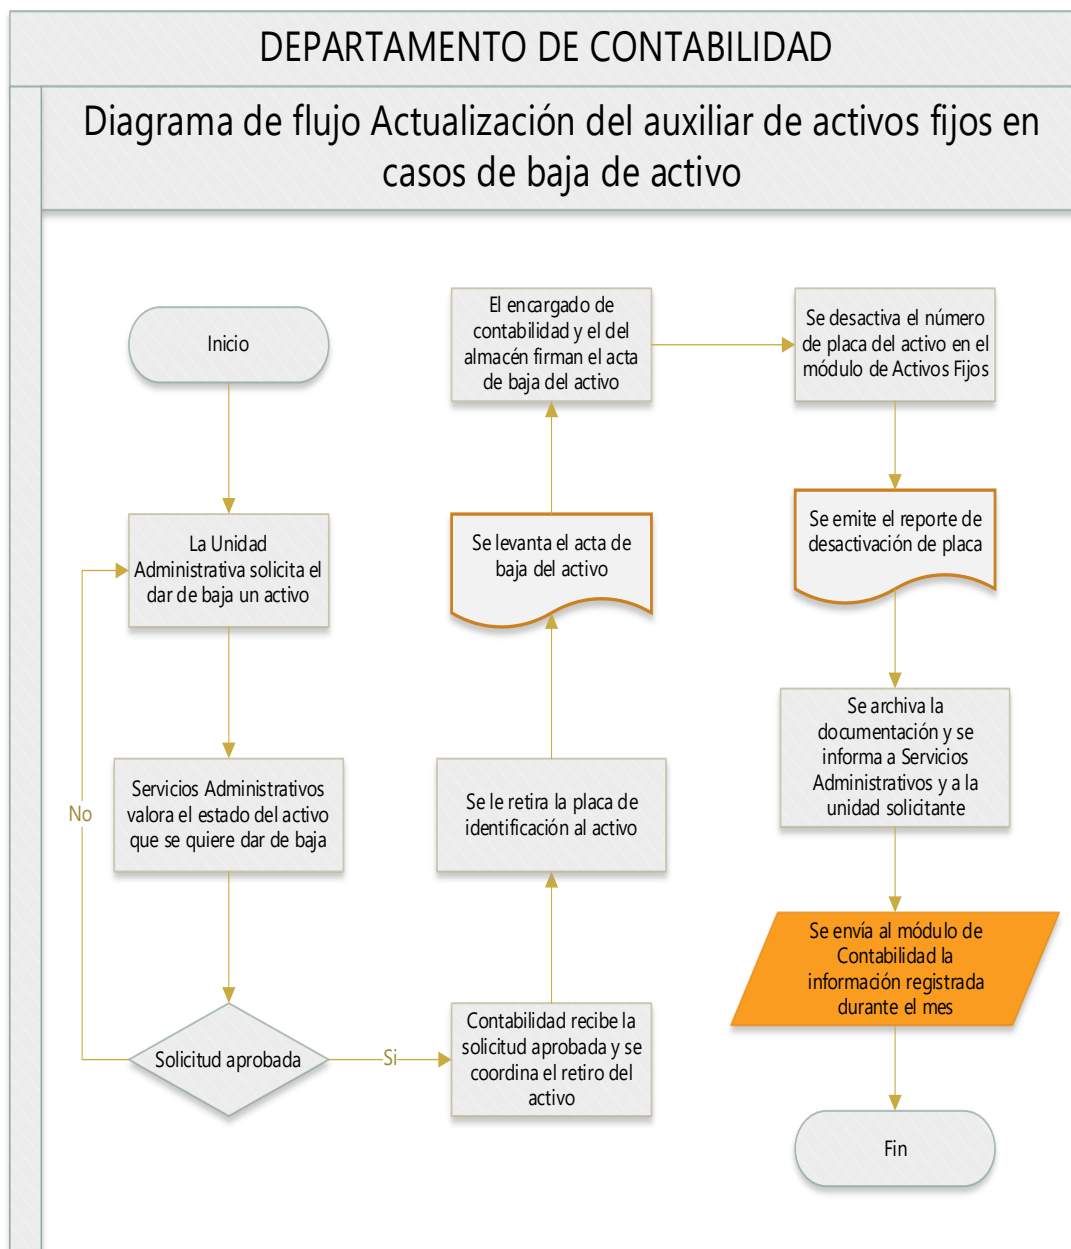 DEPARTAMENTO DE CONTABILIDAD
Diagrama de flujo Actualización del auxiliar de activos fijos en
casos de baja de activo
Inicio
La Unidad
Administrativa solicita el
dar de baja un activo
Servicios Administrativos
valora el estado del activo
que se quiere dar de baja
No
Solicitud aprobada
Si
Contabilidad recibe la
solicitud aprobada y se
coordina el retiro del
activo
Se le retira la placa de
identificación al activo
Se levanta el acta de
baja del activo
El encargado de
contabilidad y el del
almacén firman el acta
de baja del activo
Se desactiva el número
de placa del activo en el
módulo de Activos Fijos
Se emite el reporte de
desactivación de placa
Se archiva la
documentación y se
informa a Servicios
Administrativos y a la
unidad solicitante
Se envía al módulo de
Contabilidad la
información registrada
durante el mes
Fin